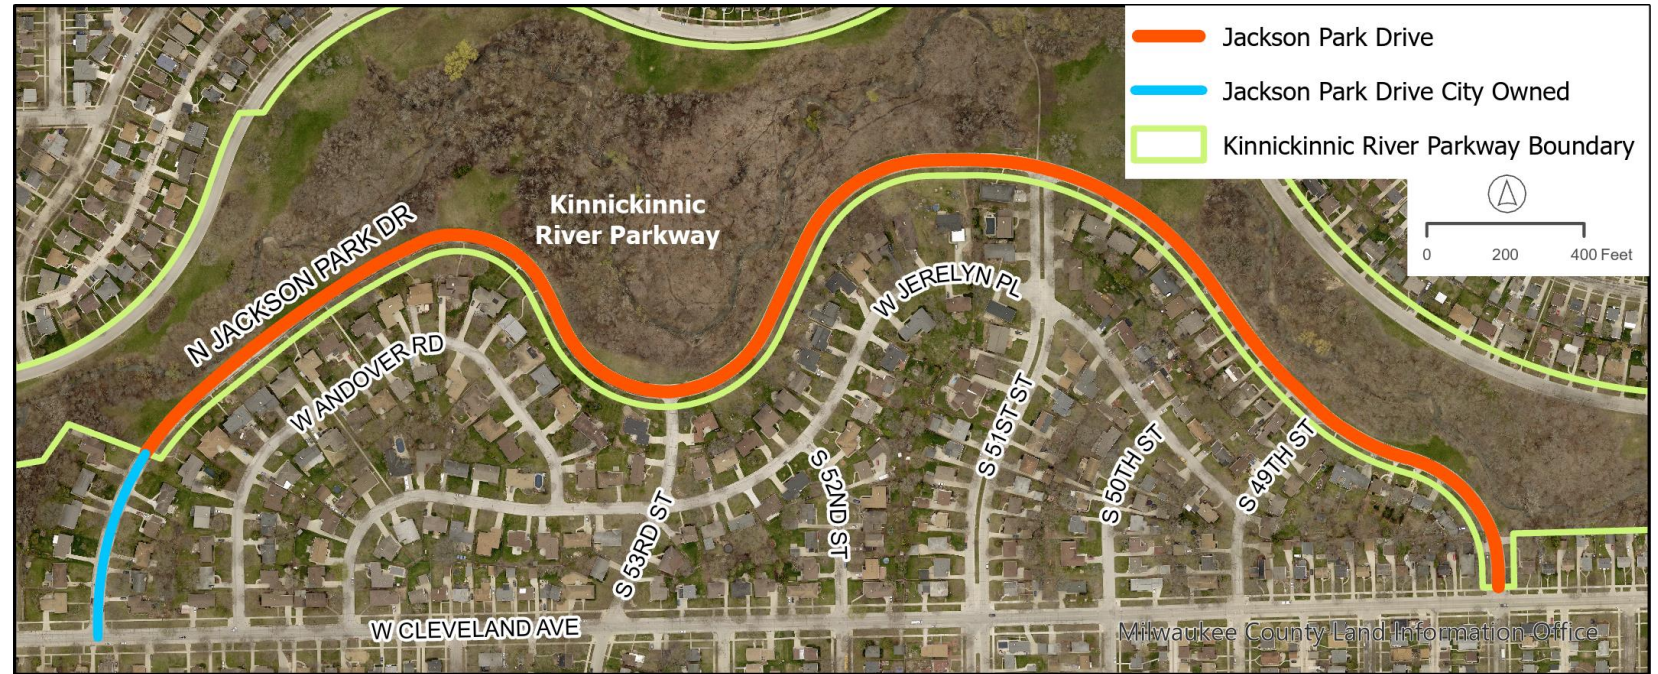 Jackson Park Drive
Jackson Park Drive City Owned
Kinnickinnic River Parkway Boundary
0 200 400 Feet
Kinnickinnic
River Parkway
N JACKSON PARK DR
W JERELYN PL
W ANDOVER RD
S 51ST ST
S 50TH ST
S 49TH ST
S 52ND ST
S 53RD ST
W CLEVELAND AVE
Milwaukee County Land Information Office